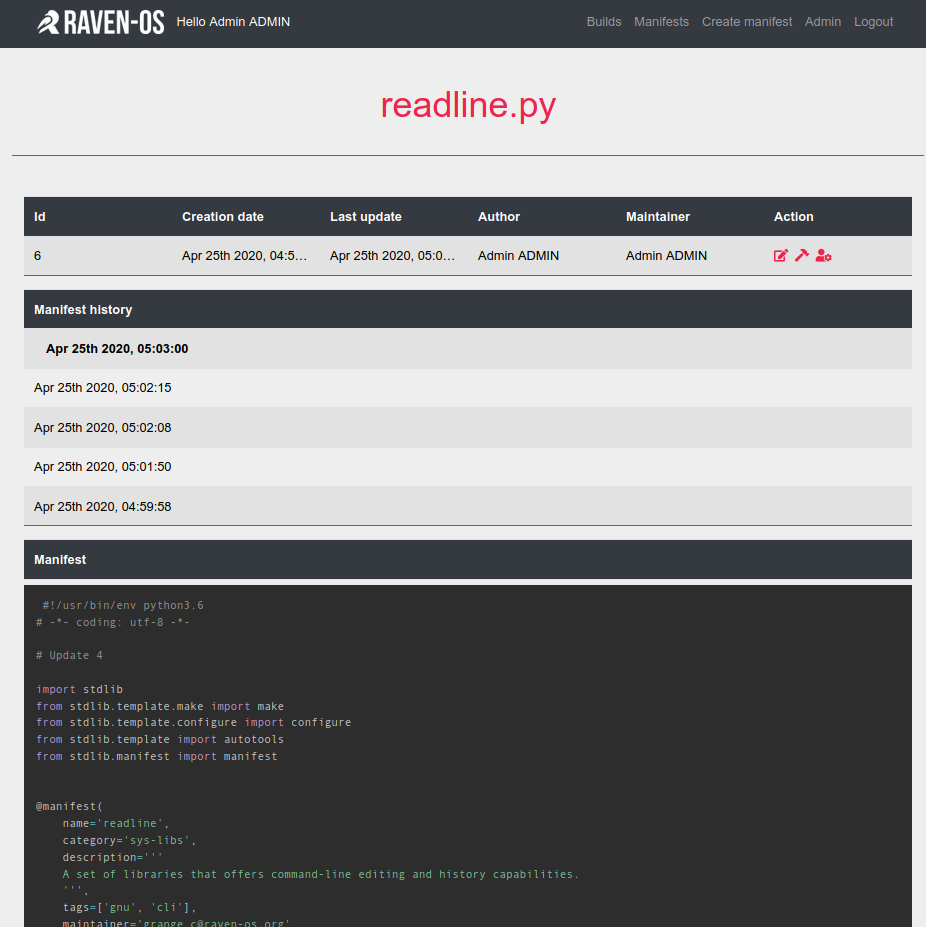 RAVEN-OS Hello Admin ADMIN Builds Manifests Create manifest Admin Logout
readline.py
Id Creation date Last update Author Maintainer Action
6 Apr 25th 2020, 04:5… Apr 25th 2020, 05:0… Admin ADMIN Admin ADMIN
Manifest history
Apr 25th 2020, 05:03:00
Apr 25th 2020, 05:02:15
Apr 25th 2020, 05:02:08
Apr 25th 2020, 05:01:50
Apr 25th 2020, 04:59:58
Manifest
#!/usr/bin/env python3.6
# -*- coding: utf-8 -*-
# Update 4
import stdlib
from stdlib.template.make import make
from stdlib.template.configure import configure
from stdlib.template import autotools
from stdlib.manifest import manifest
@manifest(
name='readline',
category='sys-libs',
description='''
A set of libraries that offers command-line editing and history capabilities.
''',
tags=['gnu', 'cli'],
maintainer='grange_c@raven-os.org'